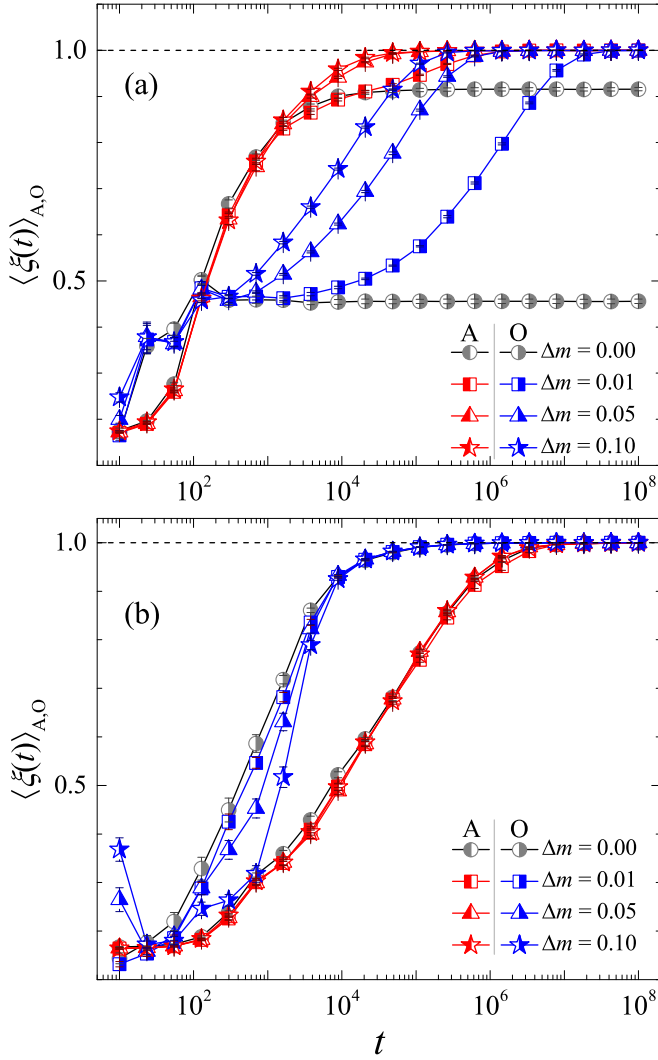 (a)
1.0
0.5
⟨ξ(t)⟩A,O
A O
Δm = 0.00
Δm = 0.01
Δm = 0.05
Δm = 0.10
10² 10⁴ 10⁶ 10⁸
(b)
1.0
0.5
⟨ξ(t)⟩A,O
A O
Δm = 0.00
Δm = 0.01
Δm = 0.05
Δm = 0.10
10² 10⁴ 10⁶ 10⁸
t